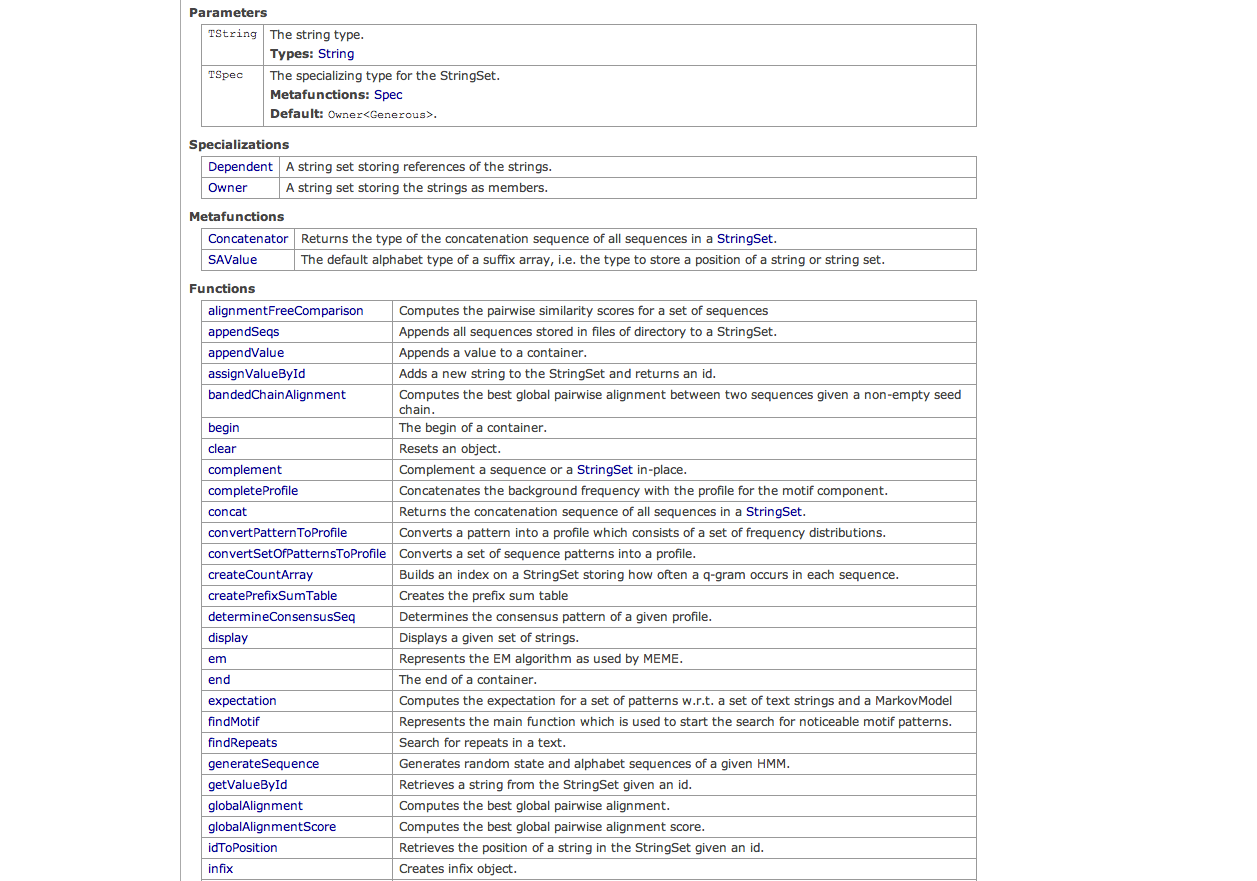 Parameters
TString The string type.
Types: String
TSpec The specializing type for the StringSet.
Metafunctions: Spec
Default: Owner<Generous>.
Specializations
Dependent A string set storing references of the strings.
Owner A string set storing the strings as members.
Metafunctions
Concatenator Returns the type of the concatenation sequence of all sequences in a StringSet.
SAValue The default alphabet type of a suffix array, i.e. the type to store a position of a string or string set.
Functions
alignmentFreeComparison Computes the pairwise similarity scores for a set of sequences
appendSeqs Appends all sequences stored in files of directory to a StringSet.
appendValue Appends a value to a container.
assignValueById Adds a new string to the StringSet and returns an id.
bandedChainAlignment Computes the best global pairwise alignment between two sequences given a non-empty seed
chain.
begin The begin of a container.
clear Resets an object.
complement Complement a sequence or a StringSet in-place.
completeProfile Concatenates the background frequency with the profile for the motif component.
concat Returns the concatenation sequence of all sequences in a StringSet.
convertPatternToProfile Converts a pattern into a profile which consists of a set of frequency distributions.
convertSetOfPatternsToProfile Converts a set of sequence patterns into a profile.
createCountArray Builds an index on a StringSet storing how often a q-gram occurs in each sequence.
createPrefixSumTable Creates the prefix sum table
determineConsensusSeq Determines the consensus pattern of a given profile.
display Displays a given set of strings.
em Represents the EM algorithm as used by MEME.
end The end of a container.
expectation Computes the expectation for a set of patterns w.r.t. a set of text strings and a MarkovModel
findMotif Represents the main function which is used to start the search for noticeable motif patterns.
findRepeats Search for repeats in a text.
generateSequence Generates random state and alphabet sequences of a given HMM.
getValueById Retrieves a string from the StringSet given an id.
globalAlignment Computes the best global pairwise alignment.
globalAlignmentScore Computes the best global pairwise alignment score.
idToPosition Retrieves the position of a string in the StringSet given an id.
infix Creates infix object.